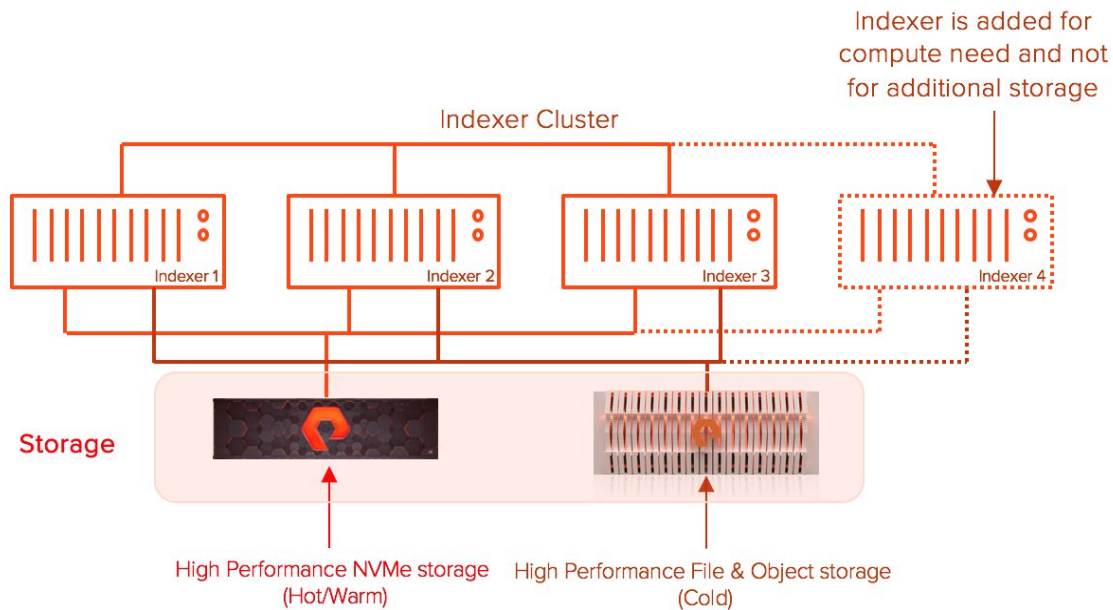 Indexer is added for
compute need and not
for additional storage
Indexer Cluster
Indexer 1
Indexer 2
Indexer 3
Indexer 4
Storage
High Performance NVMe storage
(Hot/Warm)
High Performance File & Object storage
(Cold)